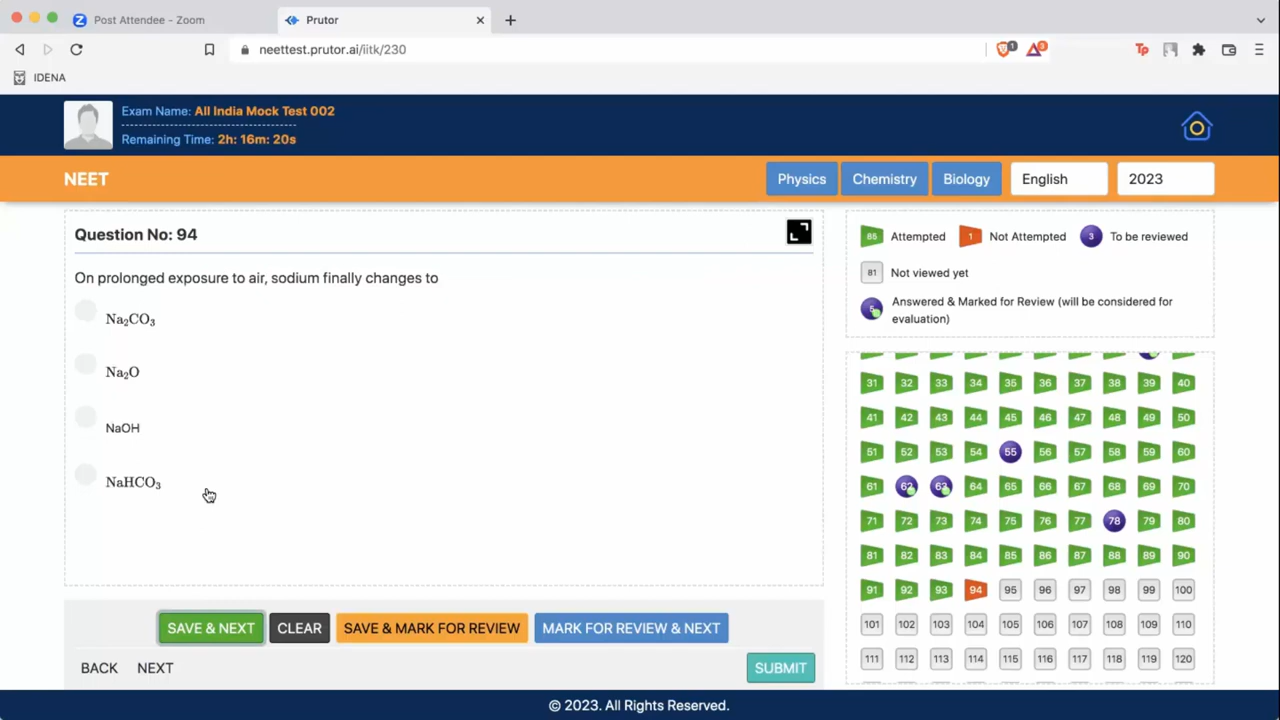 Post Attendee - Zoom
Prutor
neettest.prutor.ai/iitk/230
1
3
Tp
IDENA
Exam Name: All India Mock Test 002
Remaining Time: 2h: 16m: 20s
NEET
Physics
Chemistry
Biology
English
2023
Question No: 94
On prolonged exposure to air, sodium finally changes to
Na₂CO₃
Na₂O
NaOH
NaHCO₃
SAVE & NEXT
CLEAR
SAVE & MARK FOR REVIEW
MARK FOR REVIEW & NEXT
BACK
NEXT
SUBMIT
85 Attempted
1 Not Attempted
3 To be reviewed
81 Not viewed yet
5 Answered & Marked for Review (will be considered for
evaluation)
31 32 33 34 35 36 37 38 39 40
41 42 43 44 45 46 47 48 49 50
51 52 53 54 55 56 57 58 59 60
61 62 63 64 65 66 67 68 69 70
71 72 73 74 75 76 77 78 79 80
81 82 83 84 85 86 87 88 89 90
91 92 93 94 95 96 97 98 99 100
101 102 103 104 105 106 107 108 109 110
111 112 113 114 115 116 117 118 119 120
© 2023. All Rights Reserved.